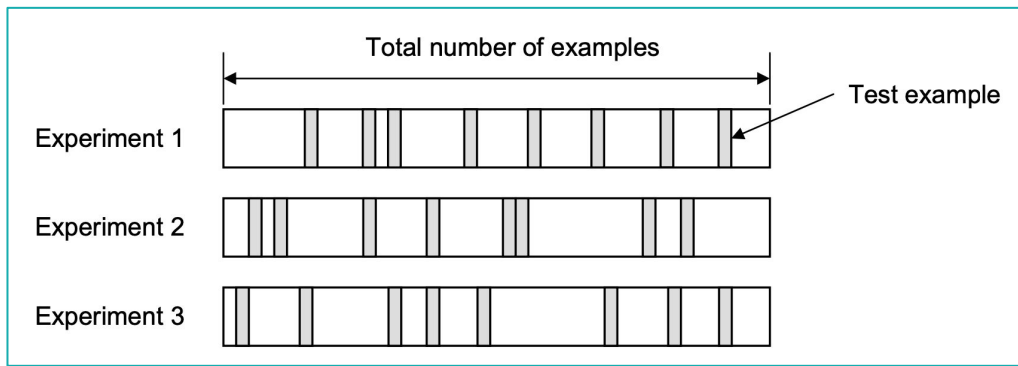 Total number of examples
Test example
Experiment 1
Experiment 2
Experiment 3